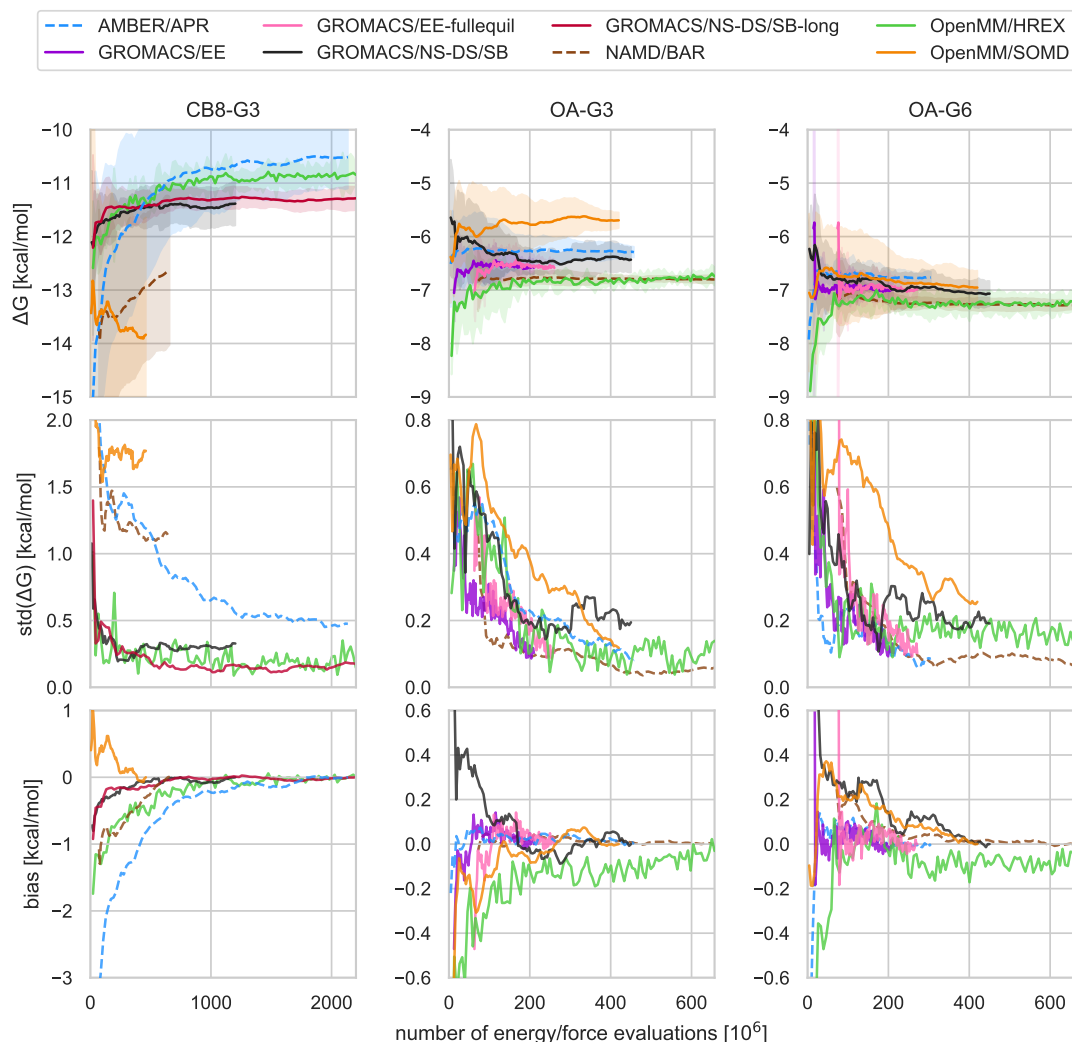 AMBER/APR GROMACS/EE-fullequil GROMACS/NS-DS/SB-long OpenMM/HREX
GROMACS/EE GROMACS/NS-DS/SB NAMD/BAR OpenMM/SOMD
CB8-G3 OA-G3 OA-G6
ΔG [kcal/mol]
−10 −4 −4
−11 −5 −5
−12 −6 −6
−13 −7 −7
−14 −8 −8
−15 −9 −9
std(ΔG) [kcal/mol]
2.0 0.8 0.8
1.5 0.6 0.6
1.0 0.4 0.4
0.5 0.2 0.2
0.0 0.0 0.0
bias [kcal/mol]
1 0.6 0.6
0 0.4 0.4
−1 0.2 0.2
−2 0.0 0.0
−3 −0.2 −0.2
−0.4 −0.4
−0.6 −0.6
0 1000 2000 0 200 400 600 0 200 400 600
number of energy/force evaluations [10⁶]